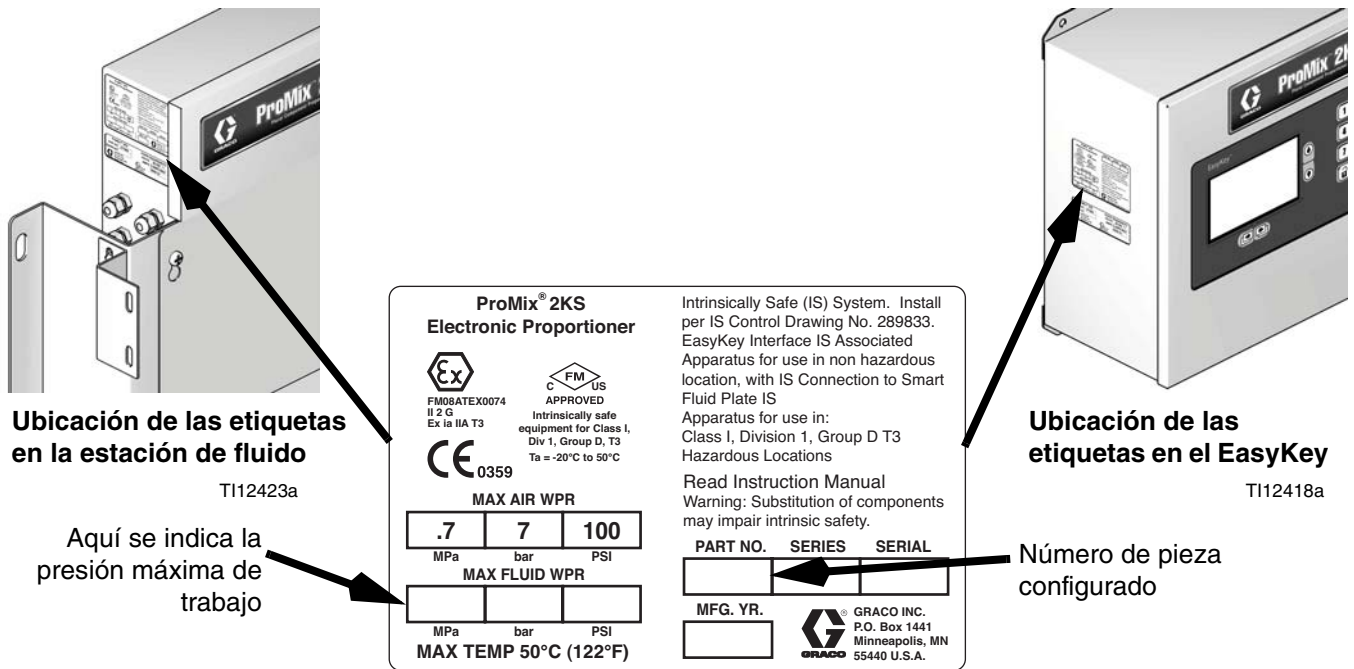 ProMix
GRACO
ProMix 2K
GRACO
EasyKey
Ubicación de las etiquetas
en la estación de fluido
TI12423a
Aquí se indica la
presión máxima de
trabajo
ProMix® 2KS
Electronic Proportioner
Ex
FM08ATEX0074
II 2 G
Ex ia IIA T3
CE 0359
C FM US
APPROVED
Intrinsically safe
equipment for Class I,
Div 1, Group D, T3
Ta = -20°C to 50°C
MAX AIR WPR
.7 7 100
MPa bar PSI
MAX FLUID WPR
MPa bar PSI
MAX TEMP 50°C (122°F)
Intrinsically Safe (IS) System. Install
per IS Control Drawing No. 289833.
EasyKey Interface IS Associated
Apparatus for use in non hazardous
location, with IS Connection to Smart
Fluid Plate IS
Apparatus for use in:
Class I, Division 1, Group D T3
Hazardous Locations
Read Instruction Manual
Warning: Substitution of components
may impair intrinsic safety.
PART NO. SERIES SERIAL
MFG. YR.
GRACO ®
GRACO INC.
P.O. Box 1441
Minneapolis, MN
55440 U.S.A.
Ubicación de las
etiquetas en el EasyKey
TI12418a
Número de pieza
configurado